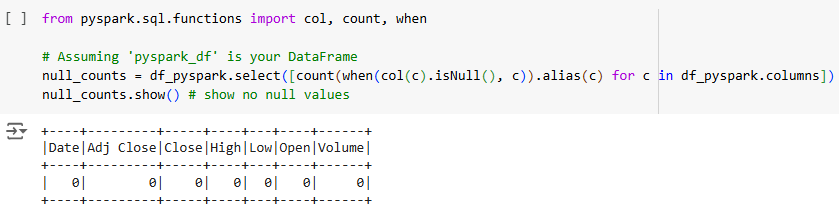 [ ] from pyspark.sql.functions import col, count, when
# Assuming 'pyspark_df' is your DataFrame
null_counts = df_pyspark.select([count(when(col(c).isNull(), c)).alias(c) for c in df_pyspark.columns])
null_counts.show() # show no null values
+----+---------+-----+----+---+----+------+
|Date|Adj Close|Close|High|Low|Open|Volume|
+----+---------+-----+----+---+----+------+
|   0|        0|    0|   0|  0|   0|     0|
+----+---------+-----+----+---+----+------+